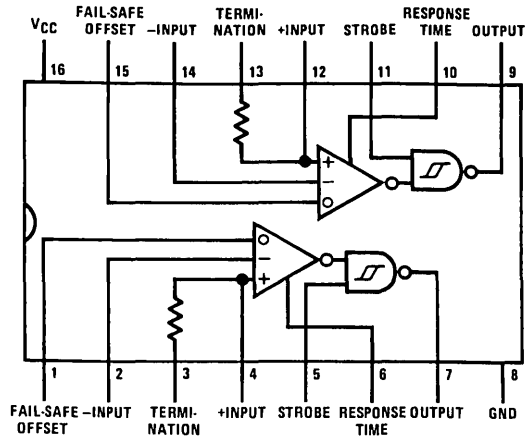 VCC
FAIL-SAFE
OFFSET
–INPUT
TERMI-
NATION
+INPUT
STROBE
RESPONSE
TIME
OUTPUT
16
15
14
13
12
11
10
9
+
–
–
+
1
2
3
4
5
6
7
8
FAIL-SAFE
OFFSET
–INPUT
TERMI-
NATION
+INPUT
STROBE
RESPONSE
TIME
OUTPUT
GND